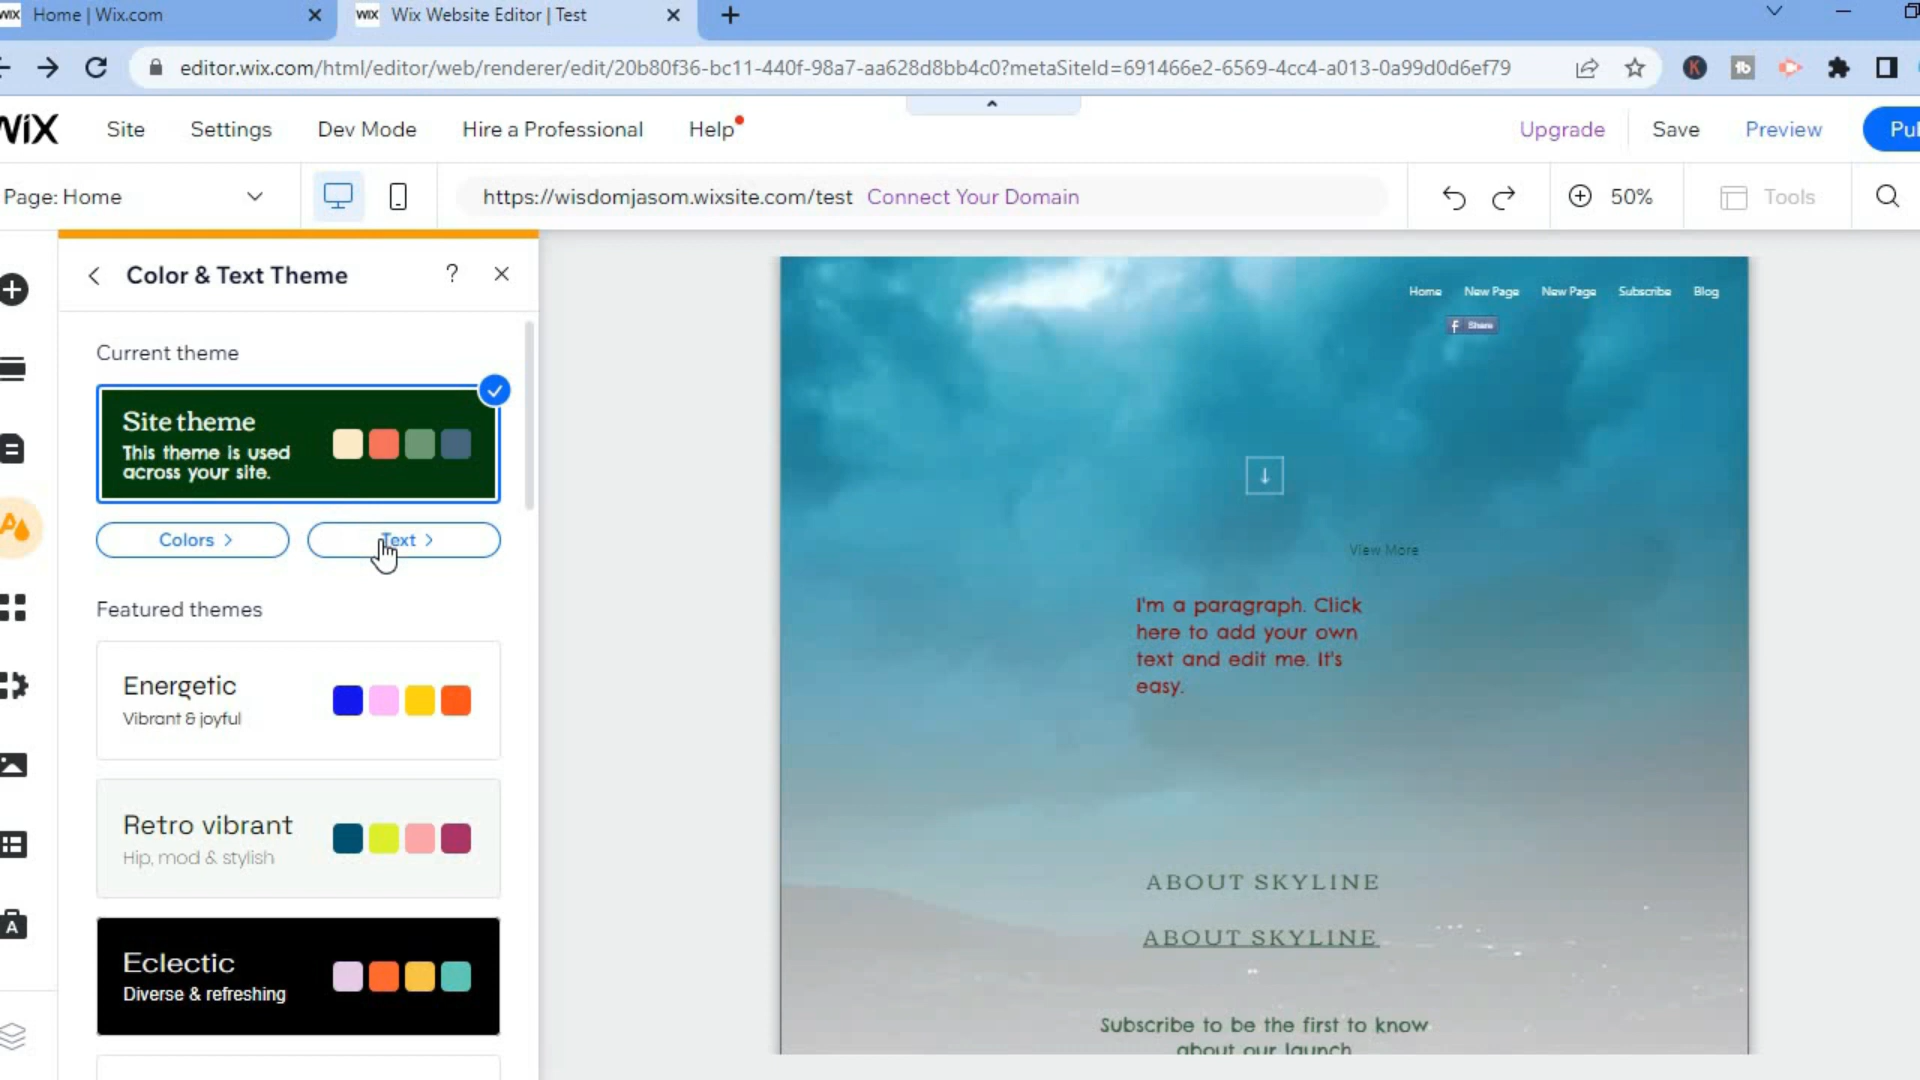 WiX Home | Wix.com
WiX Wix Website Editor | Test
editor.wix.com/html/editor/web/renderer/edit/20b80f36-bc11-440f-98a7-aa628d8bb4c0?metaSiteId=691466e2-6569-4cc4-a013-0a99d0d6ef79
K
tb
WiX Site Settings Dev Mode Hire a Professional Help Upgrade Save Preview Pu
Page: Home https://wisdomjasom.wixsite.com/test Connect Your Domain 50% Tools
Color & Text Theme ?
Current theme
Site theme
This theme is used
across your site.
Colors >
Text >
Featured themes
Energetic
Vibrant & joyful
Retro vibrant
Hip, mod & stylish
Eclectic
Diverse & refreshing
A
Home New Page New Page Subscribe Blog
f Share
View More
I'm a paragraph. Click
here to add your own
text and edit me. It's
easy.
ABOUT SKYLINE
ABOUT SKYLINE
Subscribe to be the first to know
about our launch